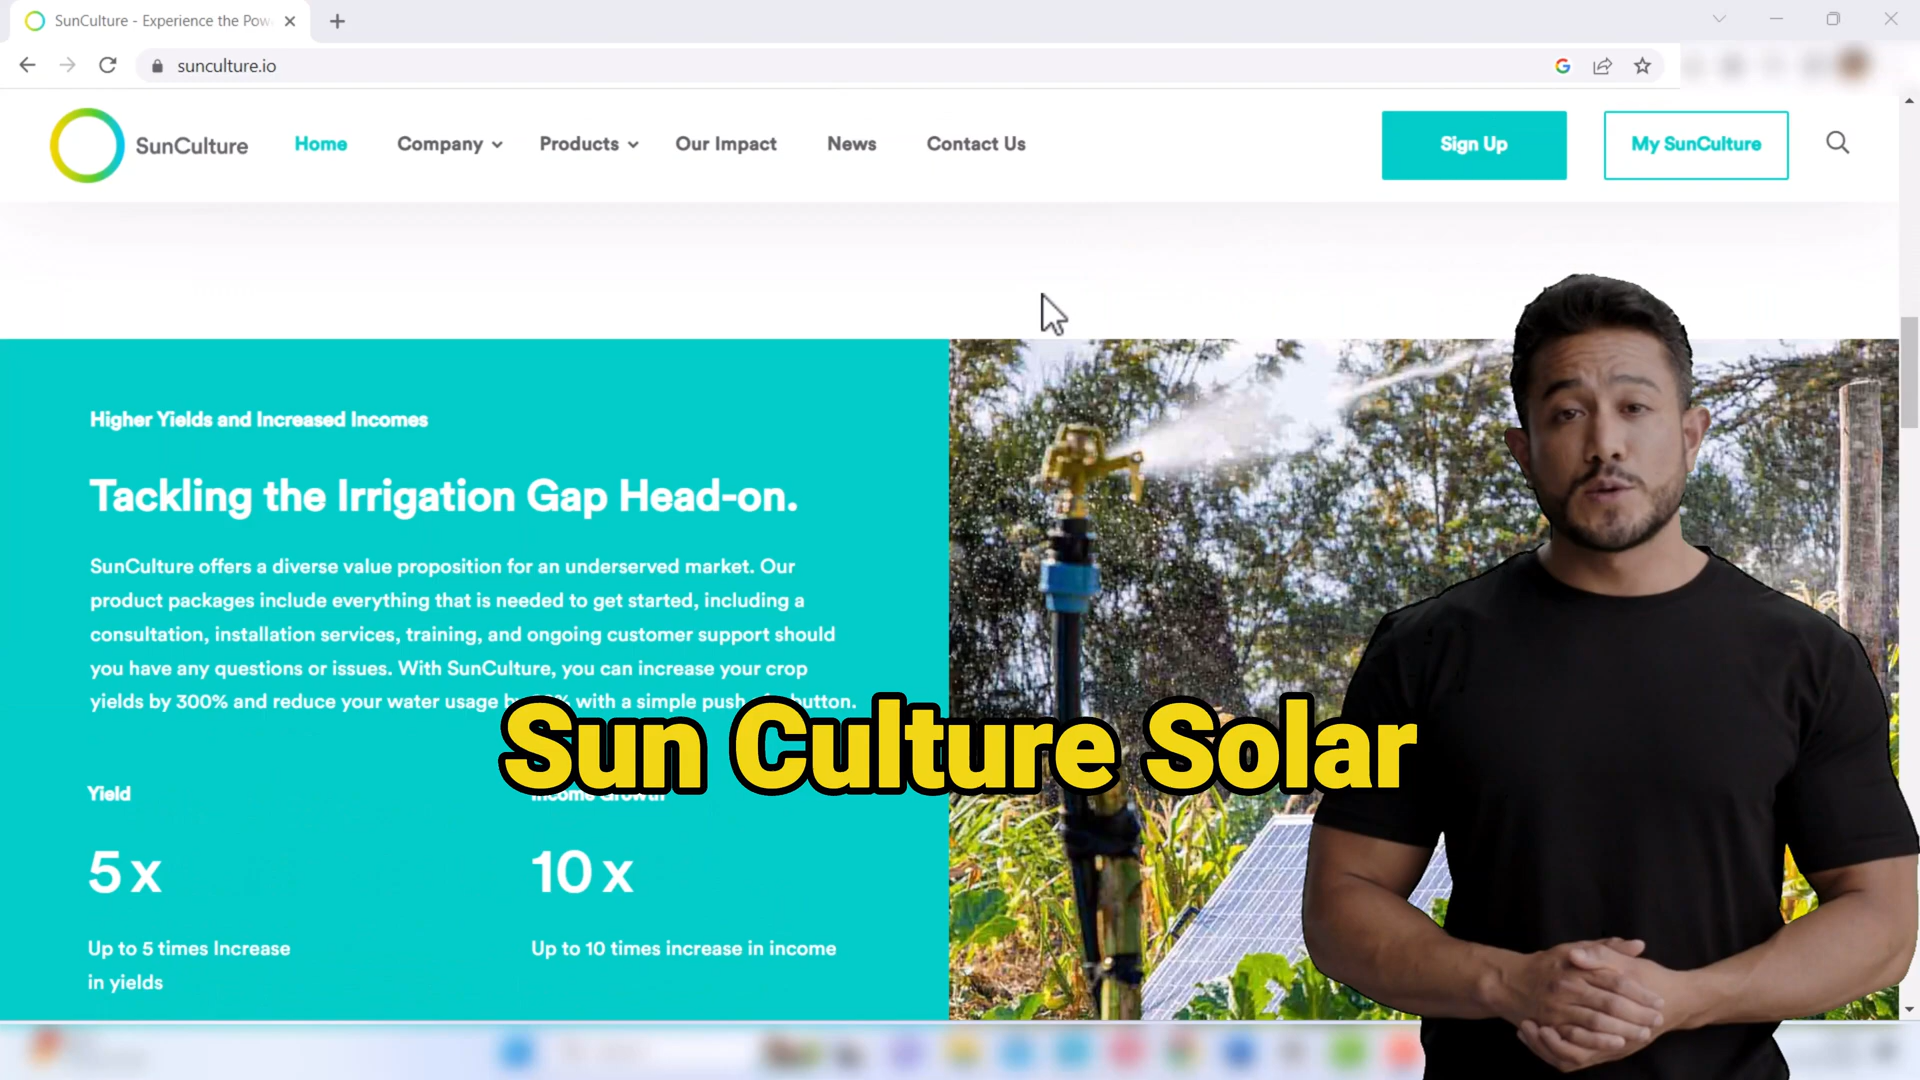 SunCulture - Experience the Pow
sunculture.io
SunCulture
Home
Company
Products
Our Impact
News
Contact Us
Sign Up
My SunCulture
Higher Yields and Increased Incomes
Tackling the Irrigation Gap Head-on.
SunCulture offers a diverse value proposition for an underserved market. Our
product packages include everything that is needed to get started, including a
consultation, installation services, training, and ongoing customer support should
you have any questions or issues. With SunCulture, you can increase your crop
yields by 300% and reduce your water usage with a simple push button.
Sun Culture Solar
Yield
Income Growth
5 x
10 x
Up to 5 times Increase
in yields
Up to 10 times increase in income